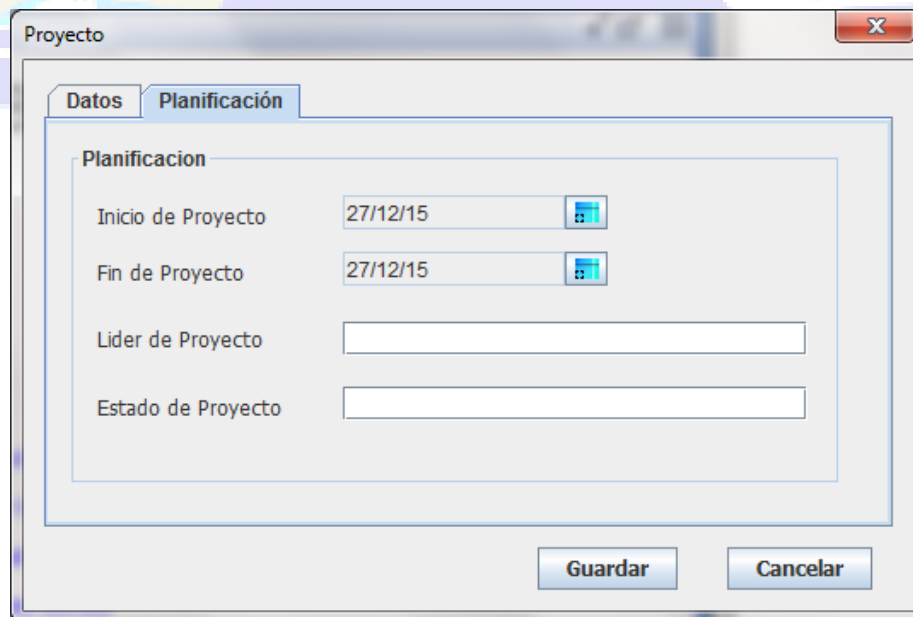 Proyecto
Datos Planificación
Planificacion
Inicio de Proyecto 27/12/15
Fin de Proyecto 27/12/15
Lider de Proyecto
Estado de Proyecto
Guardar Cancelar